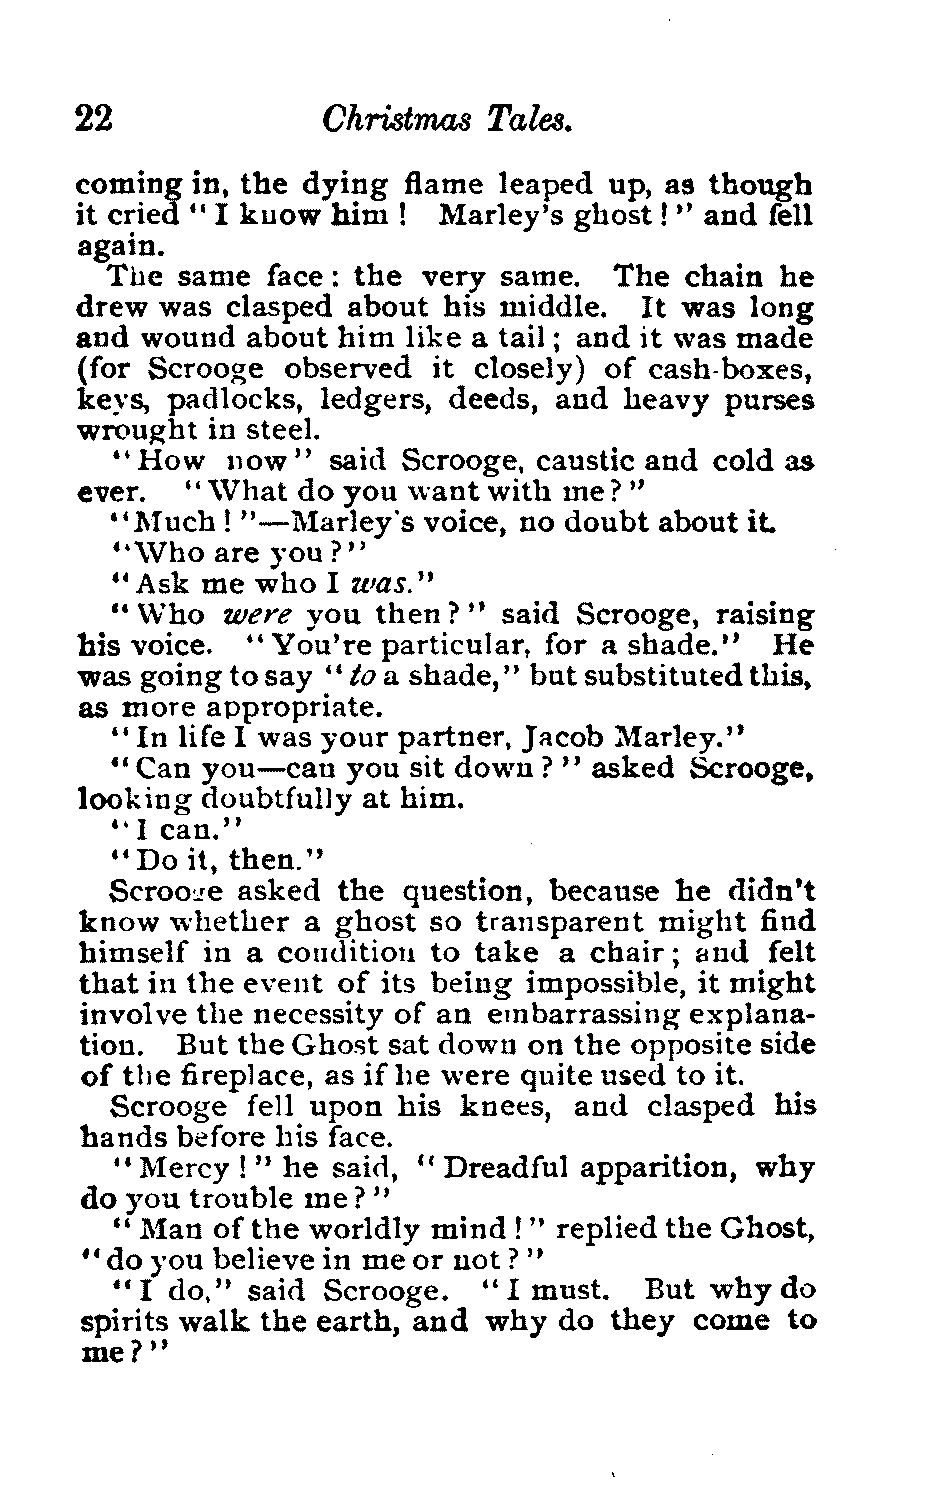 22 Christmas Tales.
coming in, the dying flame leaped up, as though
it cried "I know him! Marley's ghost!" and fell
again.
The same face: the very same. The chain he
drew was clasped about his middle. It was long
and wound about him like a tail; and it was made
(for Scrooge observed it closely) of cash-boxes,
keys, padlocks, ledgers, deeds, and heavy purses
wrought in steel.
"How now" said Scrooge, caustic and cold as
ever. "What do you want with me?"
"Much!"—Marley's voice, no doubt about it.
"Who are you?"
"Ask me who I was."
"Who were you then?" said Scrooge, raising
his voice. "You're particular, for a shade." He
was going to say "to a shade," but substituted this,
as more appropriate.
"In life I was your partner, Jacob Marley."
"Can you—can you sit down?" asked Scrooge,
looking doubtfully at him.
"I can."
"Do it, then."
Scrooge asked the question, because he didn't
know whether a ghost so transparent might find
himself in a condition to take a chair; and felt
that in the event of its being impossible, it might
involve the necessity of an embarrassing explana-
tion. But the Ghost sat down on the opposite side
of the fireplace, as if he were quite used to it.
Scrooge fell upon his knees, and clasped his
hands before his face.
"Mercy!" he said, "Dreadful apparition, why
do you trouble me?"
"Man of the worldly mind!" replied the Ghost,
"do you believe in me or not?"
"I do," said Scrooge. "I must. But why do
spirits walk the earth, and why do they come to
me?"